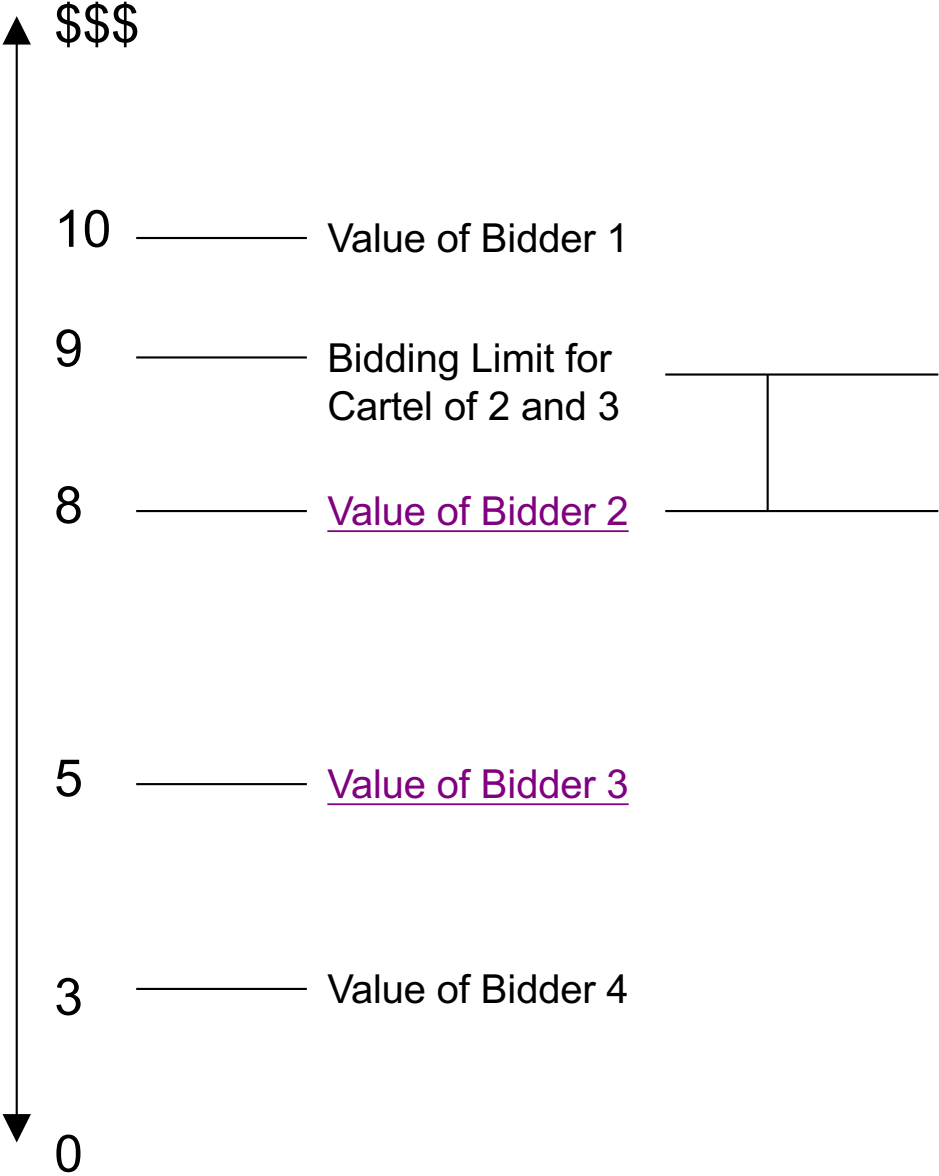 $$$
10 Value of Bidder 1
9 Bidding Limit for
Cartel of 2 and 3
8 Value of Bidder 2
5 Value of Bidder 3
3 Value of Bidder 4
0